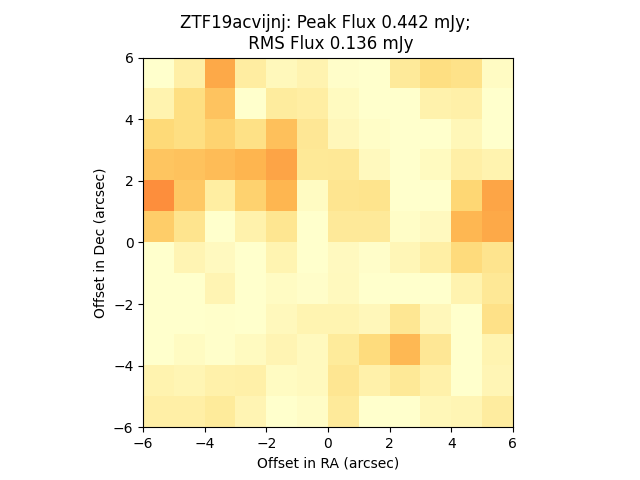 ZTF19acvijnj: Peak Flux 0.442 mJy;
RMS Flux 0.136 mJy
6
4
2
0
−2
−4
−6
Offset in Dec (arcsec)
−6 −4 −2 0 2 4 6
Offset in RA (arcsec)